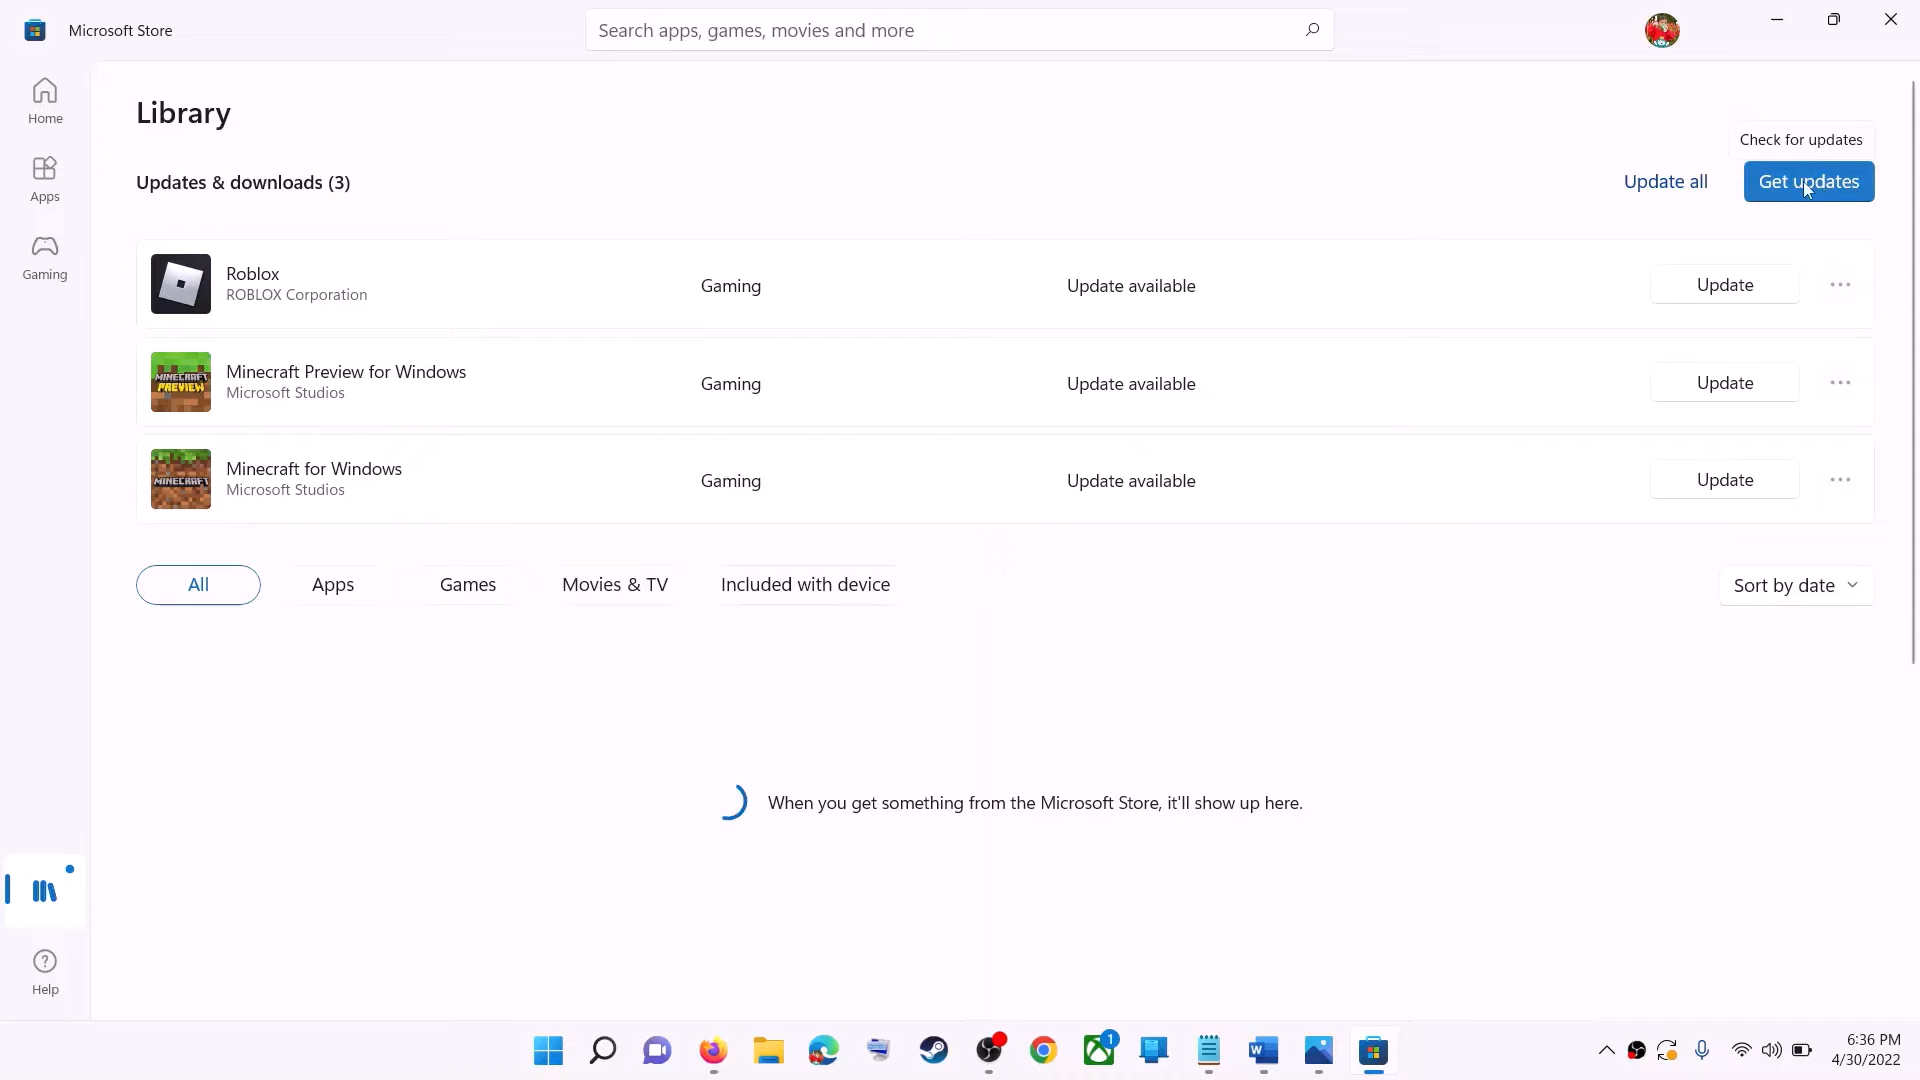 Microsoft Store
Search apps, games, movies and more
Home
Apps
Gaming
Library
Check for updates
Updates & downloads (3)
Update all
Get updates
Roblox
ROBLOX Corporation
Gaming
Update available
Update
MINECRAFT
PREVIEW
Minecraft Preview for Windows
Microsoft Studios
Gaming
Update available
Update
MINECRAFT
Minecraft for Windows
Microsoft Studios
Gaming
Update available
Update
All
Apps
Games
Movies & TV
Included with device
Sort by date
When you get something from the Microsoft Store, it'll show up here.
Help
1
W
6:36 PM
4/30/2022